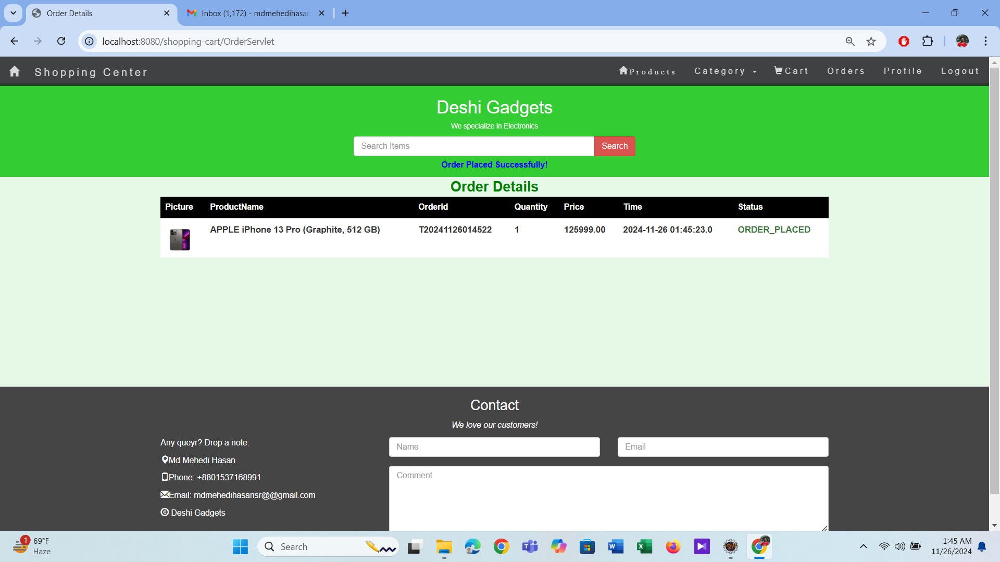 Order Details
Inbox (1,172) - mdmehedihasan
localhost:8080/shopping-cart/OrderServlet
Shopping Center
Products Category Cart Orders Profile Logout
Deshi Gadgets
We specialize in Electronics
Search Items Search
Order Placed Successfully!
Order Details
Picture ProductName OrderId Quantity Price Time Status
APPLE iPhone 13 Pro (Graphite, 512 GB) T20241126014522 1 125999.00 2024-11-26 01:45:23.0 ORDER_PLACED
Contact
We love our customers!
Any queyr? Drop a note.
Md Mehedi Hasan
Phone: +8801537168991
Email: mdmehedihasansr@@gmail.com
© Deshi Gadgets
Name Email
Comment
1
69°F
Haze
Search
1:45 AM
11/26/2024